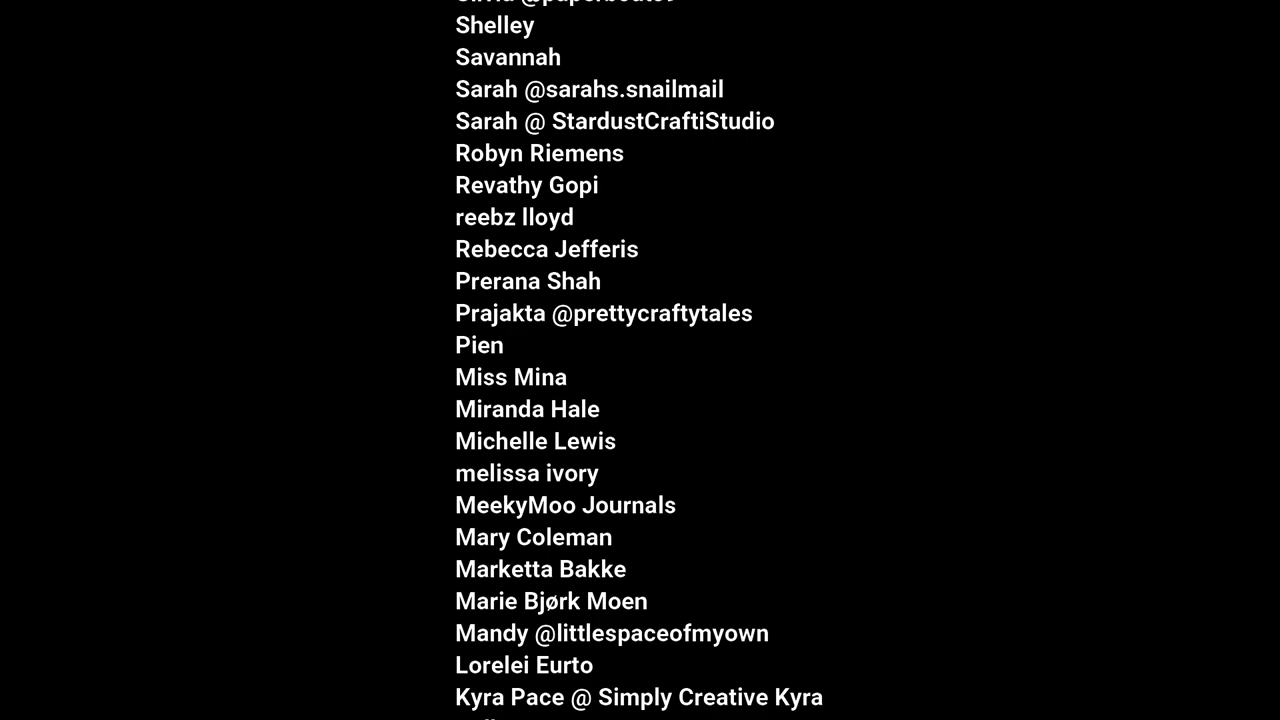 Shelley
Savannah
Sarah @sarahs.snailmail
Sarah @ StardustCraftiStudio
Robyn Riemens
Revathy Gopi
reebz lloyd
Rebecca Jefferis
Prerana Shah
Prajakta @prettycraftytales
Pien
Miss Mina
Miranda Hale
Michelle Lewis
melissa ivory
MeekyMoo Journals
Mary Coleman
Marketta Bakke
Marie Bjørk Moen
Mandy @littlespaceofmyown
Lorelei Eurto
Kyra Pace @ Simply Creative Kyra